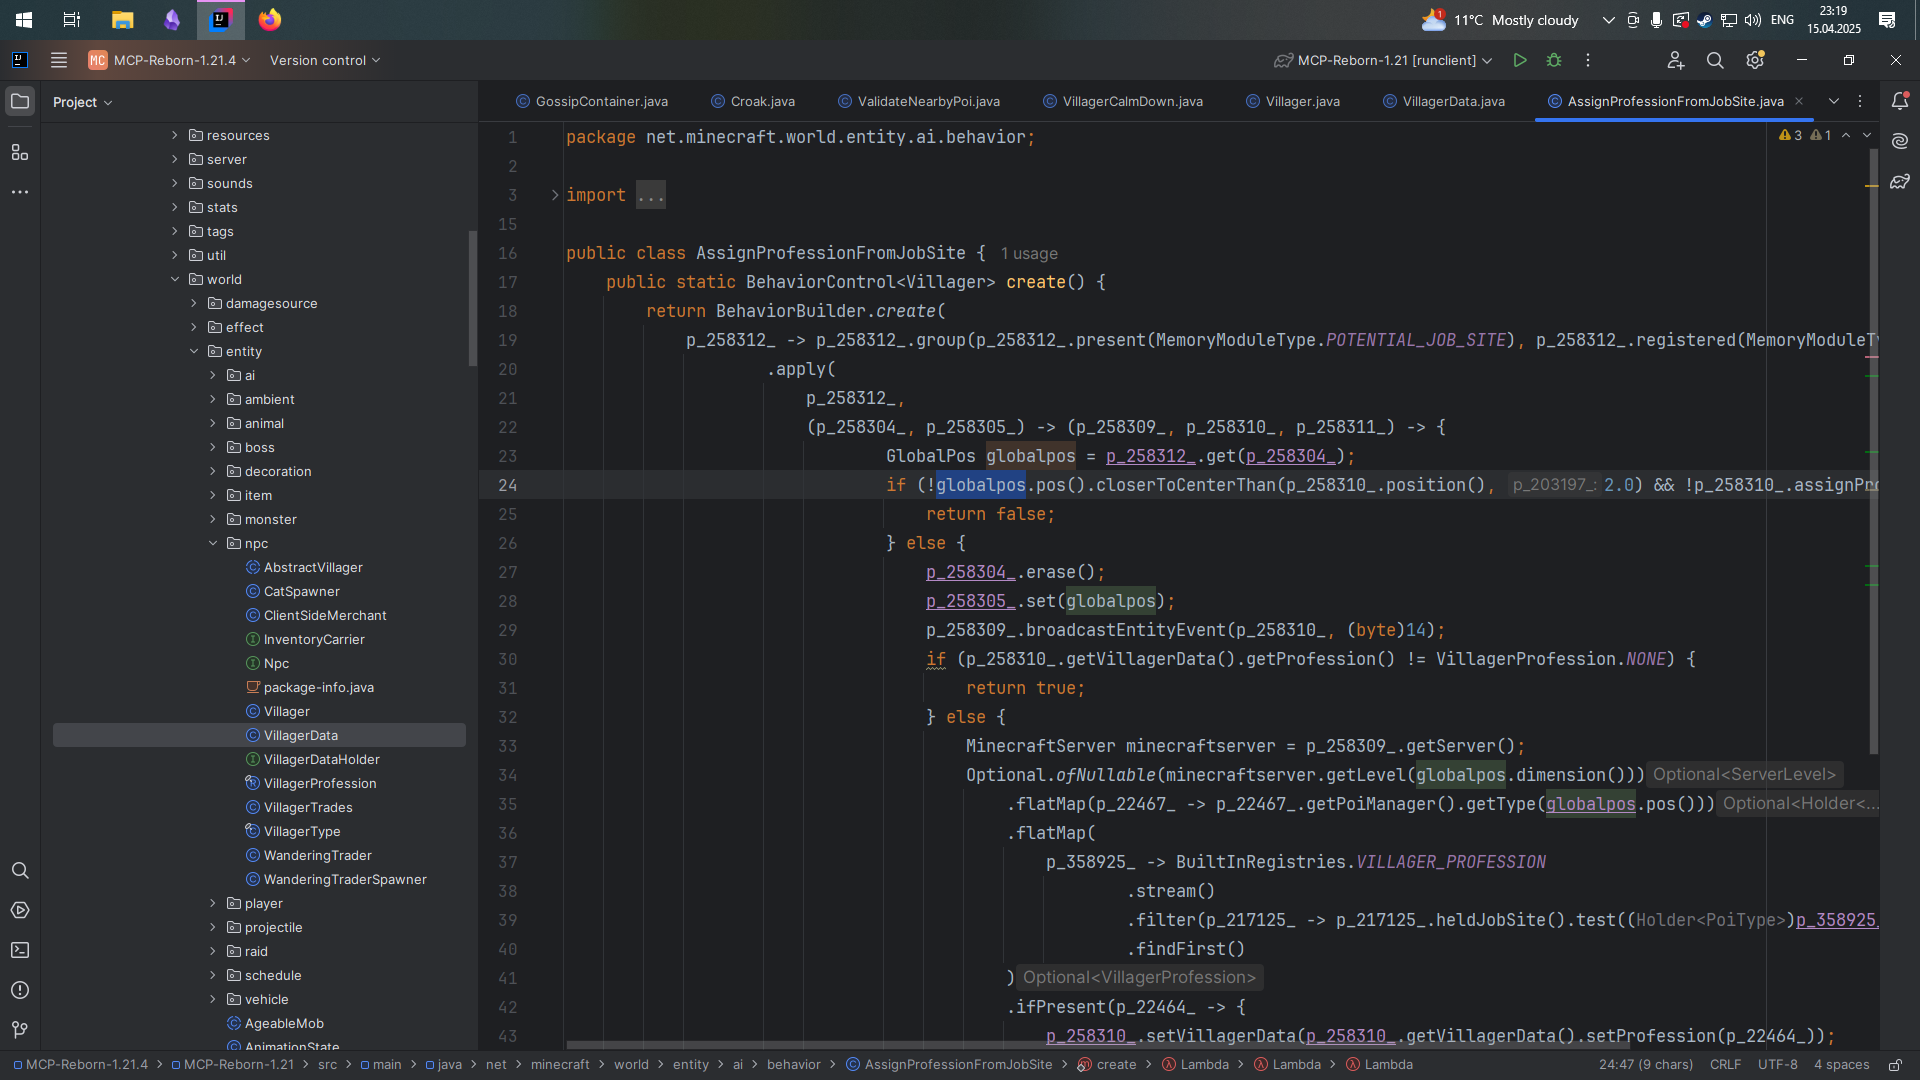 23:19
11°C Mostly cloudy
ENG
15.04.2025
MC MCP-Reborn-1.21.4 Version control
MCP-Reborn-1.21 [runclient]
Project
GossipContainer.java
Croak.java
ValidateNearbyPoi.java
VillagerCalmDown.java
Villager.java
VillagerData.java
AssignProfessionFromJobSite.java
resources
server
sounds
stats
tags
util
world
damagesource
effect
entity
ai
ambient
animal
boss
decoration
item
monster
npc
AbstractVillager
CatSpawner
ClientSideMerchant
InventoryCarrier
Npc
package-info.java
Villager
VillagerData
VillagerDataHolder
VillagerProfession
VillagerTrades
VillagerType
WanderingTrader
WanderingTraderSpawner
player
projectile
raid
schedule
vehicle
AgeableMob
AnimationState
3 1
1 package net.minecraft.world.entity.ai.behavior;
2
3 import ...
15
16 public class AssignProfessionFromJobSite { 1 usage
17 public static BehaviorControl<Villager> create() {
18 return BehaviorBuilder.create(
19 p_258312_ -> p_258312_.group(p_258312_.present(MemoryModuleType.POTENTIAL_JOB_SITE), p_258312_.registered(MemoryModuleTy
20 .apply(
21 p_258312_,
22 (p_258304_, p_258305_) -> (p_258309_, p_258310_, p_258311_) -> {
23 GlobalPos globalpos = p_258312_.get(p_258304_);
24 if (!globalpos.pos().closerToCenterThan(p_258310_.position(), p_203197_: 2.0) && !p_258310_.assignPro
25 return false;
26 } else {
27 p_258304_.erase();
28 p_258305_.set(globalpos);
29 p_258309_.broadcastEntityEvent(p_258310_, (byte)14);
30 if (p_258310_.getVillagerData().getProfession() != VillagerProfession.NONE) {
31 return true;
32 } else {
33 MinecraftServer minecraftserver = p_258309_.getServer();
34 Optional.ofNullable(minecraftserver.getLevel(globalpos.dimension())) Optional<ServerLevel>
35 .flatMap(p_22467_ -> p_22467_.getPoiManager().getType(globalpos.pos())) Optional<Holder<...
36 .flatMap(
37 p_358925_ -> BuiltInRegistries.VILLAGER_PROFESSION
38 .stream()
39 .filter(p_217125_ -> p_217125_.heldJobSite().test((Holder<PoiType>)p_358925_
40 .findFirst()
41 ) Optional<VillagerProfession>
42 .ifPresent(p_22464_ -> {
43 p_258310_.setVillagerData(p_258310_.getVillagerData().setProfession(p_22464_));
MCP-Reborn-1.21.4 > MCP-Reborn-1.21 > src > main > java > net > minecraft > world > entity > ai > behavior > AssignProfessionFromJobSite > create > Lambda > Lambda > Lambda
24:47 (9 chars) CRLF UTF-8 4 spaces